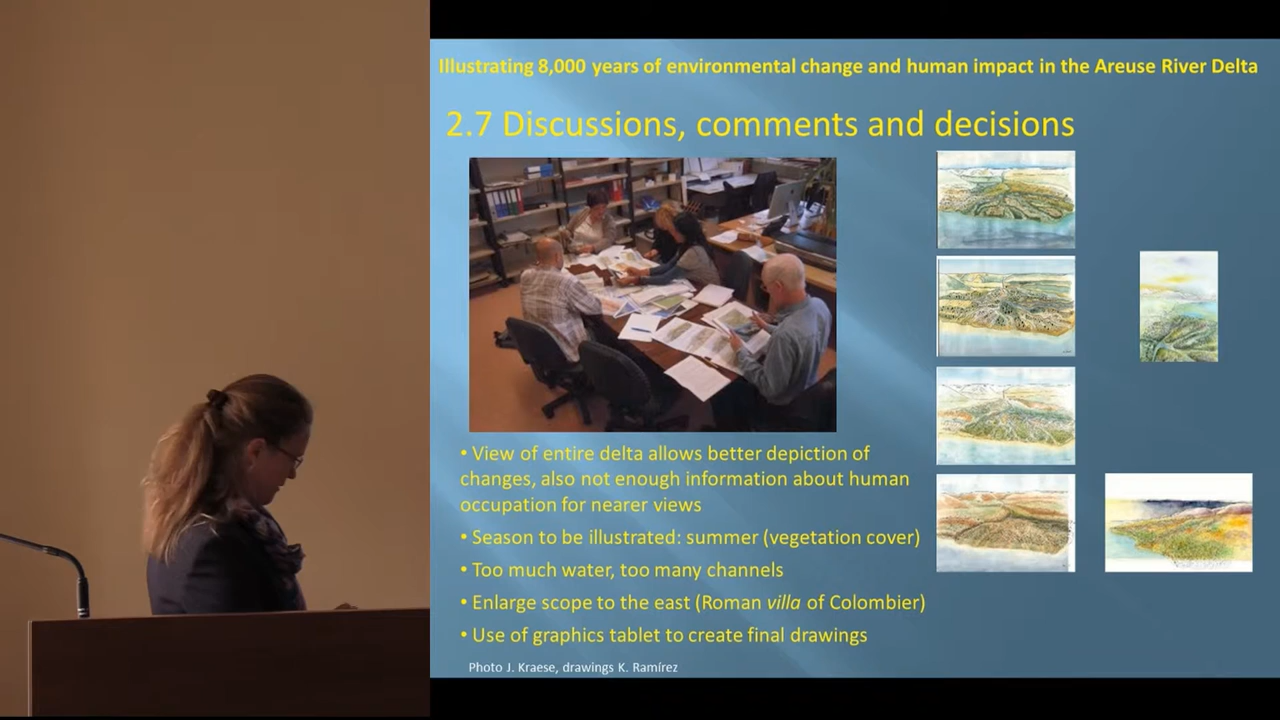 Illustrating 8,000 years of environmental change and human impact in the Areuse River Delta
2.7 Discussions, comments and decisions
• View of entire delta allows better depiction of
changes, also not enough information about human
occupation for nearer views
• Season to be illustrated: summer (vegetation cover)
• Too much water, too many channels
• Enlarge scope to the east (Roman villa of Colombier)
• Use of graphics tablet to create final drawings
Photo J. Kraese, drawings K. Ramírez